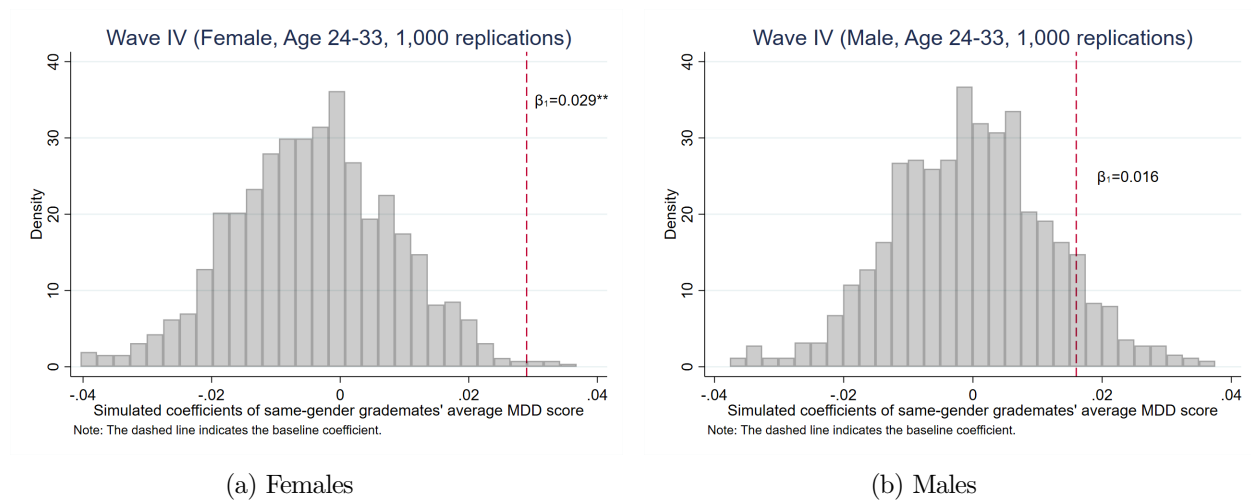 Wave IV (Female, Age 24-33, 1,000 replications)
40
30
20
10
0
Density
β₁=0.029**
-.04
-.02
0
.02
.04
Simulated coefficients of same-gender grademates' average MDD score
Note: The dashed line indicates the baseline coefficient.
(a) Females
Wave IV (Male, Age 24-33, 1,000 replications)
40
30
20
10
0
Density
β₁=0.016
-.04
-.02
0
.02
.04
Simulated coefficients of same-gender grademates' average MDD score
Note: The dashed line indicates the baseline coefficient.
(b) Males